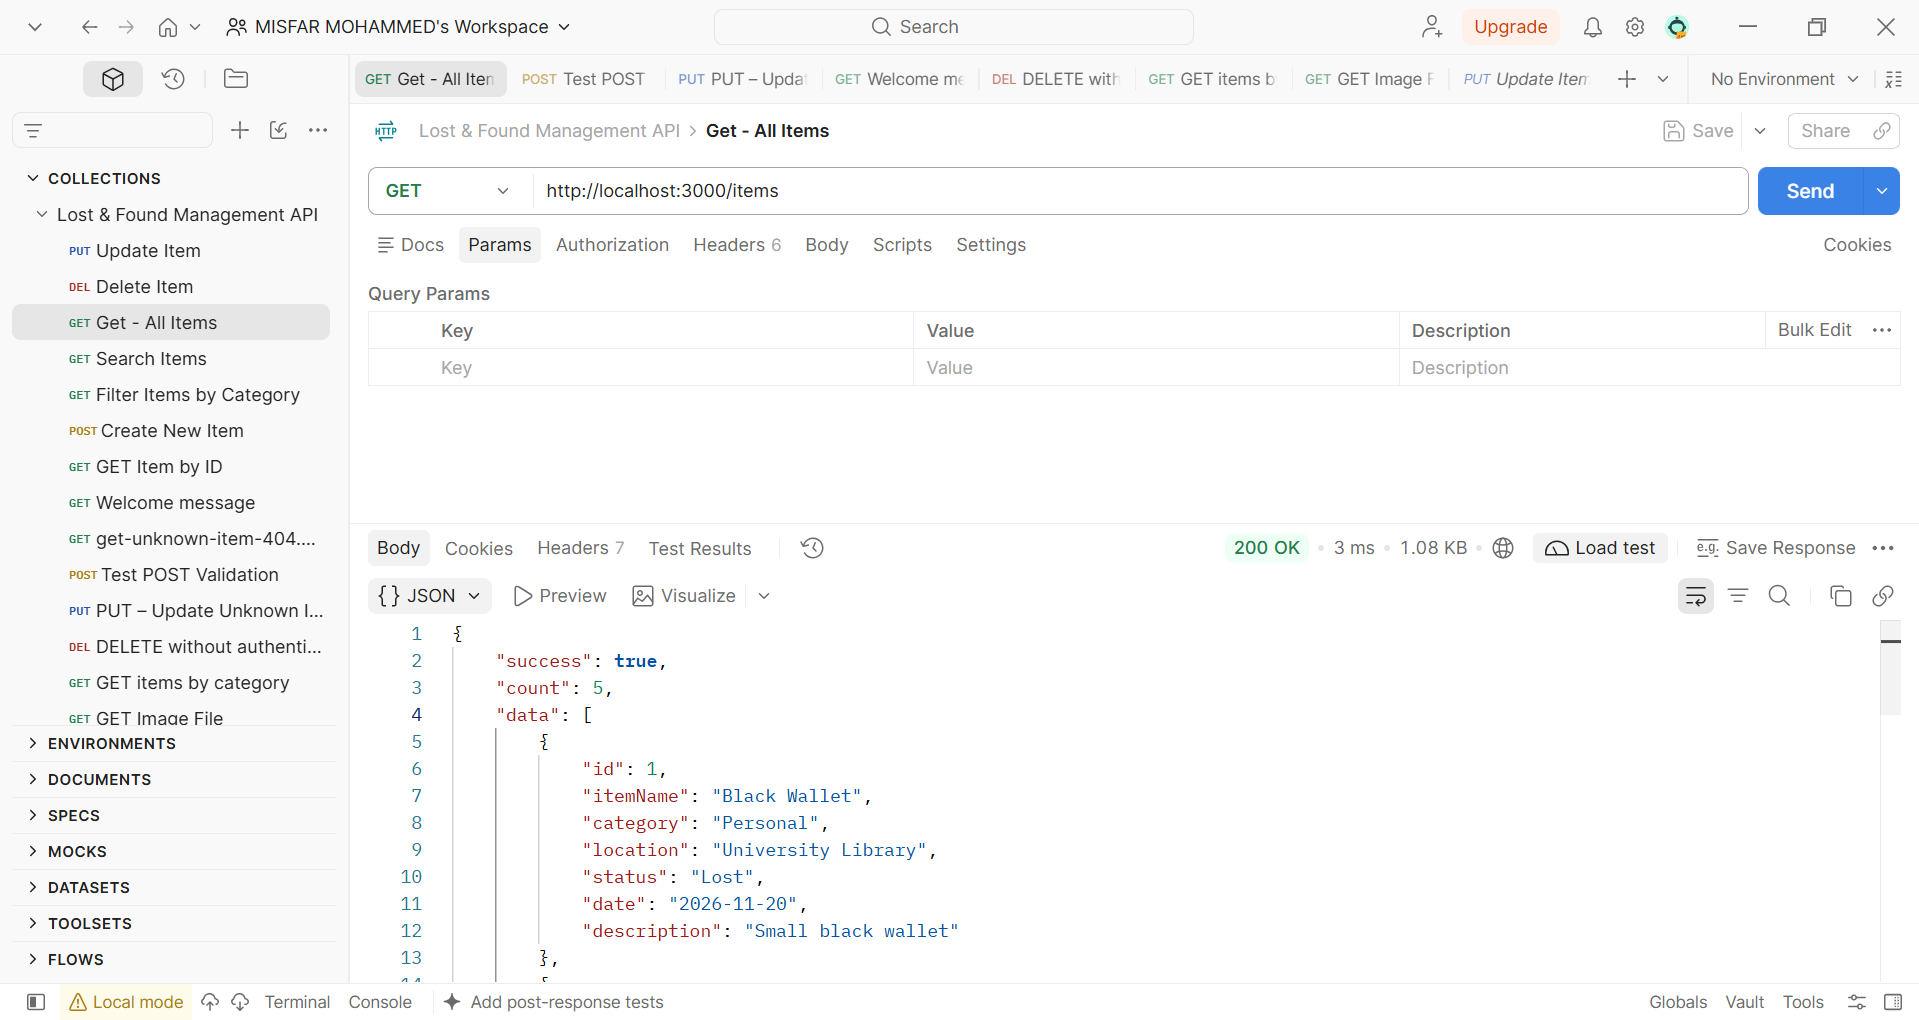 MISFAR MOHAMMED's Workspace
Search
Upgrade
GET Get - All Iten
POST Test POST
PUT PUT – Updat
GET Welcome me
DEL DELETE with
GET GET items b
GET GET Image F
PUT Update Item
No Environment
HTTP Lost & Found Management API > Get - All Items
Save
Share
COLLECTIONS
Lost & Found Management API
PUT Update Item
DEL Delete Item
GET Get - All Items
GET Search Items
GET Filter Items by Category
POST Create New Item
GET GET Item by ID
GET Welcome message
GET get-unknown-item-404....
POST Test POST Validation
PUT PUT – Update Unknown I...
DEL DELETE without authenti...
GET GET items by category
GET GET Image File
ENVIRONMENTS
DOCUMENTS
SPECS
MOCKS
DATASETS
TOOLSETS
FLOWS
GET http://localhost:3000/items
Send
Docs Params Authorization Headers 6 Body Scripts Settings
Cookies
Query Params
Key Value Description Bulk Edit
Key Value Description
Body Cookies Headers 7 Test Results
200 OK • 3 ms • 1.08 KB •
Load test
e.g. Save Response
{} JSON
Preview
Visualize
1 {
2 "success": true,
3 "count": 5,
4 "data": [
5 {
6 "id": 1,
7 "itemName": "Black Wallet",
8 "category": "Personal",
9 "location": "University Library",
10 "status": "Lost",
11 "date": "2026-11-20",
12 "description": "Small black wallet"
13 },
14 {
Local mode
Terminal
Console
Add post-response tests
Globals
Vault
Tools